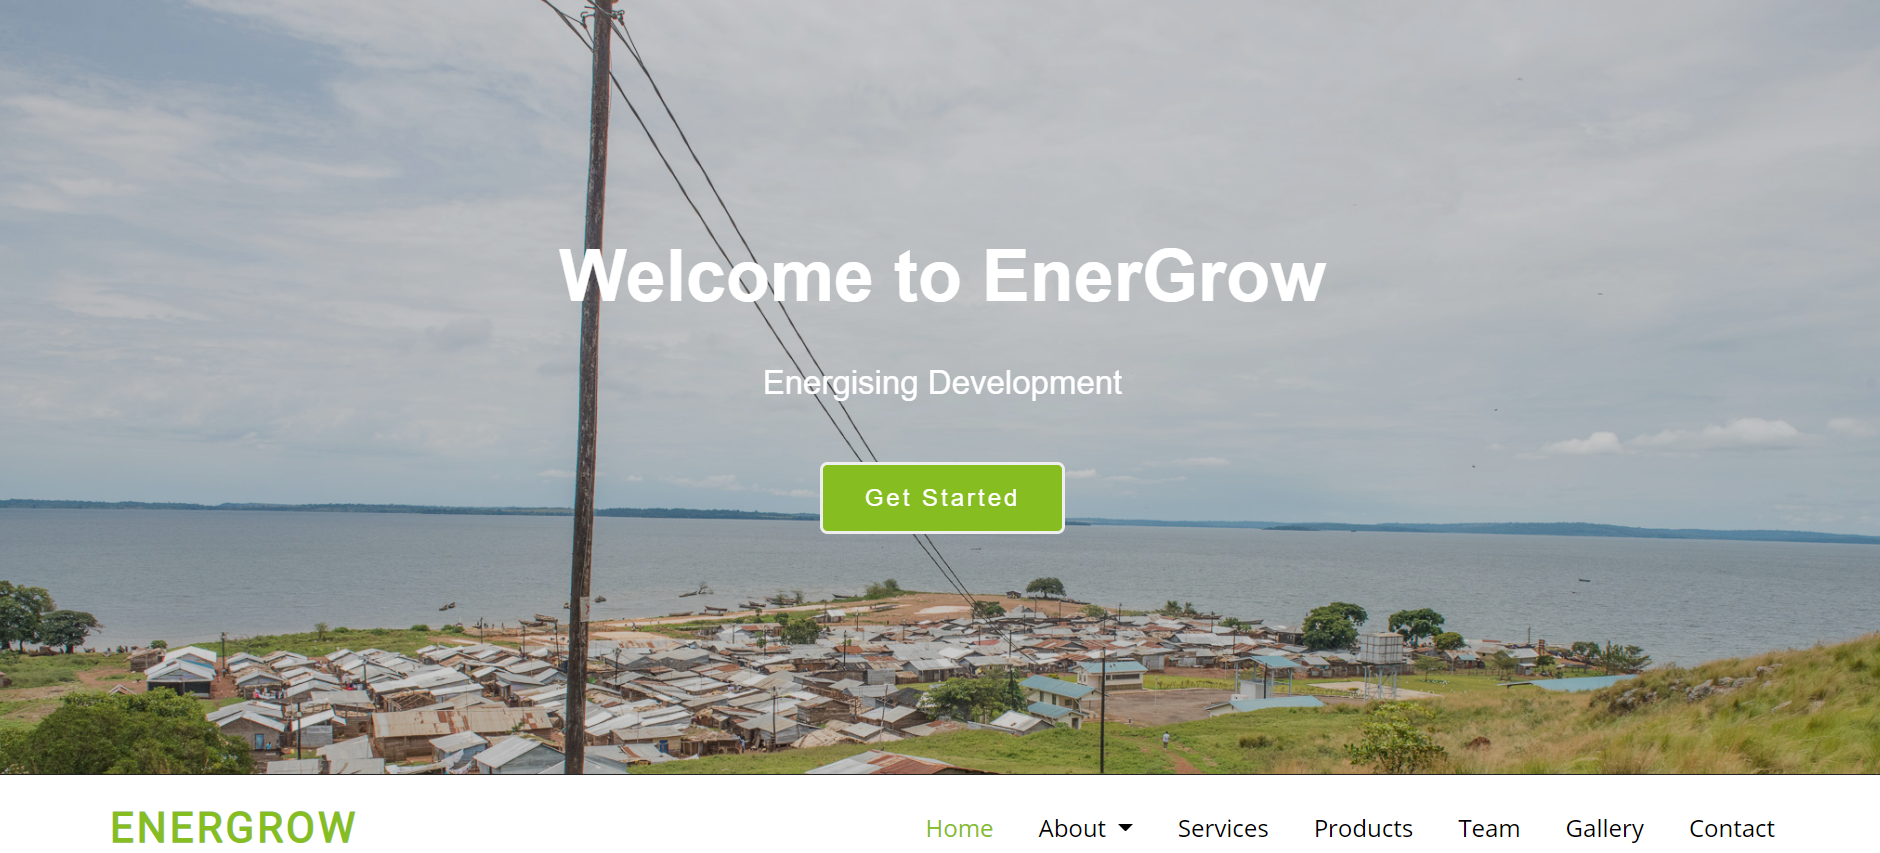 Welcome to EnerGrow
Energising Development
Get Started
ENERGROW
Home About Services Products Team Gallery Contact